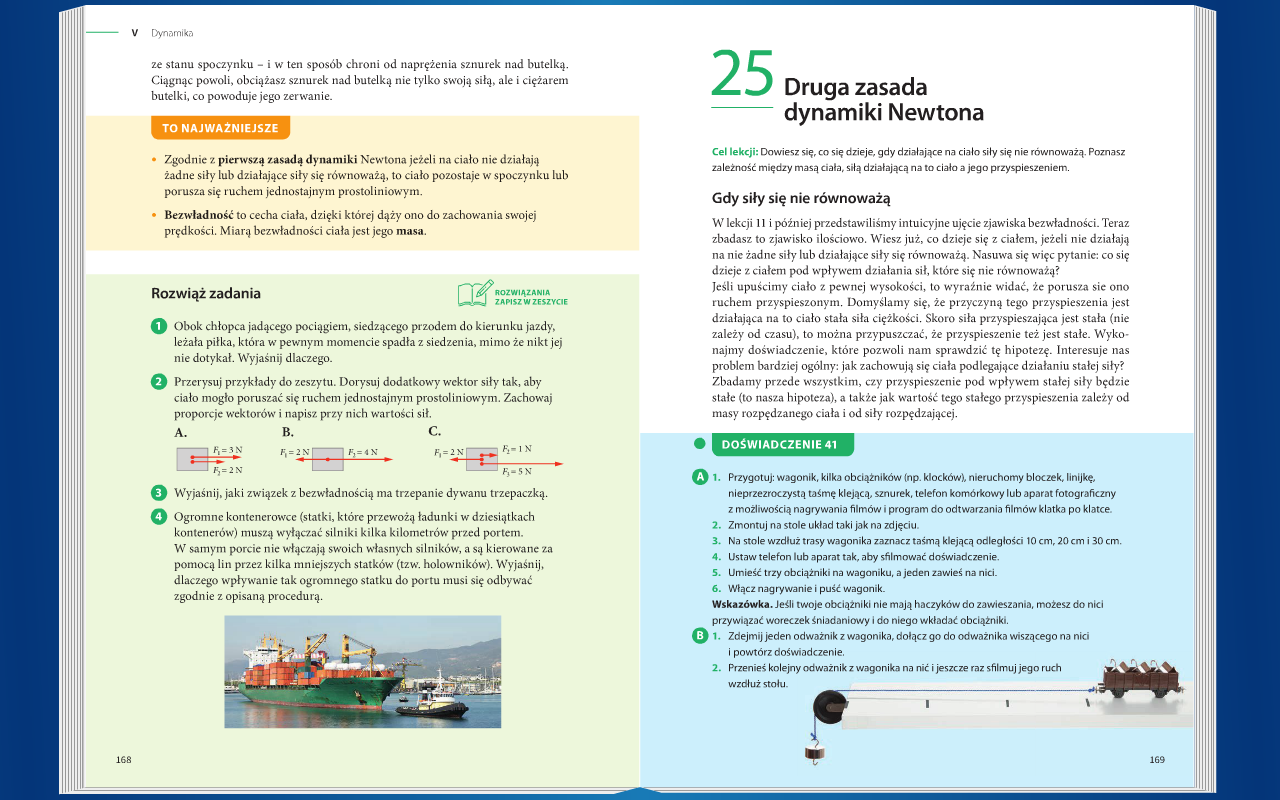 V Dynamika
ze stanu spoczynku – i w ten sposób chroni od naprężenia sznurek nad butelką.
Ciągnąc powoli, obciążasz sznurek nad butelką nie tylko swoją siłą, ale i ciężarem
butelki, co powoduje jego zerwanie.
TO NAJWAŻNIEJSZE
• Zgodnie z pierwszą zasadą dynamiki Newtona jeżeli na ciało nie działają
żadne siły lub działające siły się równoważą, to ciało pozostaje w spoczynku lub
porusza się ruchem jednostajnym prostoliniowym.
• Bezwładność to cecha ciała, dzięki której dąży ono do zachowania swojej
prędkości. Miarą bezwładności ciała jest jego masa.
Rozwiąż zadania
ROZWIĄZANIA
ZAPISZ W ZESZYCIE
1 Obok chłopca jadącego pociągiem, siedzącego przodem do kierunku jazdy,
leżała piłka, która w pewnym momencie spadła z siedzenia, mimo że nikt jej
nie dotykał. Wyjaśnij dlaczego.
2 Przerysuj przykłady do zeszytu. Dorysuj dodatkowy wektor siły tak, aby
ciało mogło poruszać się ruchem jednostajnym prostoliniowym. Zachowaj
proporcje wektorów i napisz przy nich wartości sił.
A. B. C.
F₁ = 3 N
F₂ = 2 N
F₁ = 2 N F₂ = 4 N
F₁ = 2 N F₂ = 1 N
F₃ = 5 N
3 Wyjaśnij, jaki związek z bezwładnością ma trzepanie dywanu trzepaczką.
4 Ogromne kontenerowce (statki, które przewożą ładunki w dziesiątkach
kontenerów) muszą wyłączać silniki kilka kilometrów przed portem.
W samym porcie nie włączają swoich własnych silników, a są kierowane za
pomocą lin przez kilka mniejszych statków (tzw. holowników). Wyjaśnij,
dlaczego wpływanie tak ogromnego statku do portu musi się odbywać
zgodnie z opisaną procedurą.
168
25 Druga zasada
dynamiki Newtona
Cel lekcji: Dowiesz się, co się dzieje, gdy działające na ciało siły się nie równoważą. Poznasz
zależność między masą ciała, siłą działającą na to ciało a jego przyspieszeniem.
Gdy siły się nie równoważą
W lekcji 11 i później przedstawiliśmy intuicyjne ujęcie zjawiska bezwładności. Teraz
zbadasz to zjawisko ilościowo. Wiesz już, co dzieje się z ciałem, jeżeli nie działają
na nie żadne siły lub działające siły się równoważą. Nasuwa się więc pytanie: co się
dzieje z ciałem pod wpływem działania sił, które się nie równoważą?
Jeśli upuścimy ciało z pewnej wysokości, to wyraźnie widać, że porusza sie ono
ruchem przyspieszonym. Domyślamy się, że przyczyną tego przyspieszenia jest
działająca na to ciało stała siła ciężkości. Skoro siła przyspieszająca jest stała (nie
zależy od czasu), to można przypuszczać, że przyspieszenie też jest stałe. Wyko-
najmy doświadczenie, które pozwoli nam sprawdzić tę hipotezę. Interesuje nas
problem bardziej ogólny: jak zachowują się ciała podlegające działaniu stałej siły?
Zbadamy przede wszystkim, czy przyspieszenie pod wpływem stałej siły będzie
stałe (to nasza hipoteza), a także jak wartość tego stałego przyspieszenia zależy od
masy rozpędzanego ciała i od siły rozpędzającej.
DOŚWIADCZENIE 41
A 1. Przygotuj: wagonik, kilka obciążników (np. klocków), nieruchomy bloczek, linijkę,
nieprzezroczystą taśmę klejącą, sznurek, telefon komórkowy lub aparat fotograficzny
z możliwością nagrywania filmów i program do odtwarzania filmów klatka po klatce.
2. Zmontuj na stole układ taki jak na zdjęciu.
3. Na stole wzdłuż trasy wagonika zaznacz taśmą klejącą odległości 10 cm, 20 cm i 30 cm.
4. Ustaw telefon lub aparat tak, aby sfilmować doświadczenie.
5. Umieść trzy obciążniki na wagoniku, a jeden zawieś na nici.
6. Włącz nagrywanie i puść wagonik.
Wskazówka. Jeśli twoje obciążniki nie mają haczyków do zawieszania, możesz do nici
przywiązać woreczek śniadaniowy i do niego wkładać obciążniki.
B 1. Zdejmij jeden odważnik z wagonika, dołącz go do odważnika wiszącego na nici
i powtórz doświadczenie.
2. Przenieś kolejny odważnik z wagonika na nić i jeszcze raz sfilmuj jego ruch
wzdłuż stołu.
169